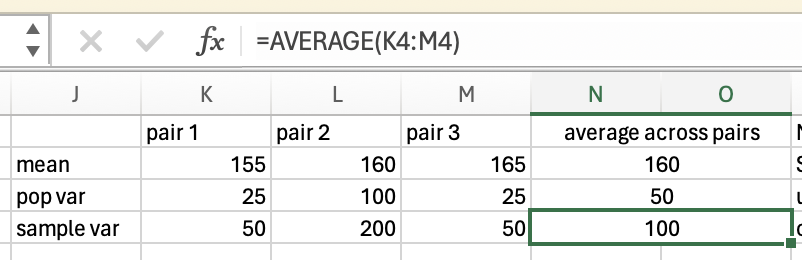 fx =AVERAGE(K4:M4)
J K L M N O
pair 1 pair 2 pair 3 average across pairs
mean 155 160 165 160
pop var 25 100 25 50
sample var 50 200 50 100